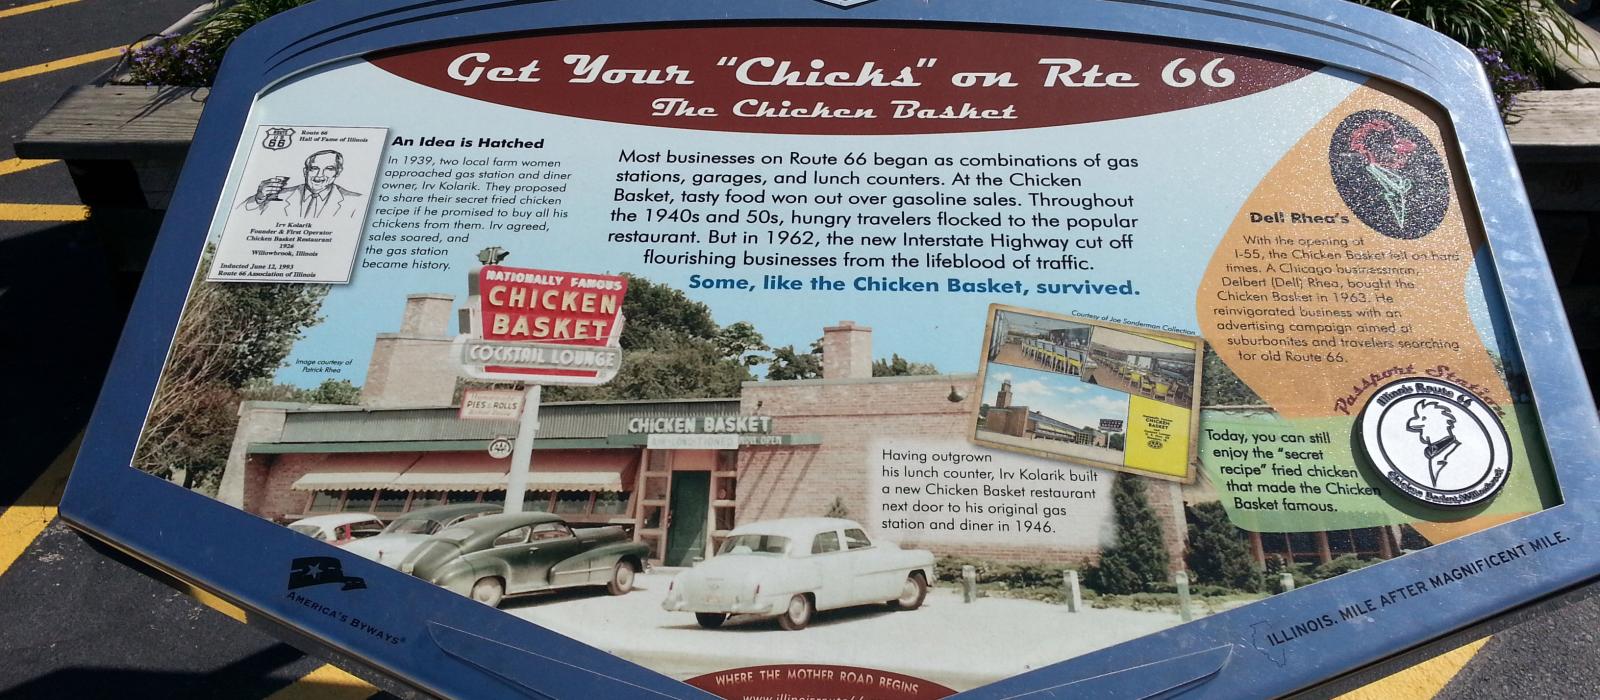 Get Your "Chicks" on Rte 66
The Chicken Basket
ROUTE
U S
66
Route 66
Hall of Fame of Illinois
Irv Kolarik
Founder & First Operator
Chicken Basket Restaurant
1926
Willowbrook, Illinois
Inducted June 12, 1993
Route 66 Association of Illinois
An Idea is Hatched
In 1939, two local farm women
approached gas station and diner
owner, Irv Kolarik. They proposed
to share their secret fried chicken
recipe if he promised to buy all his
chickens from them. Irv agreed,
sales soared, and
the gas station
became history.
Most businesses on Route 66 began as combinations of gas
stations, garages, and lunch counters. At the Chicken
Basket, tasty food won out over gasoline sales. Throughout
the 1940s and 50s, hungry travelers flocked to the popular
restaurant. But in 1962, the new Interstate Highway cut off
flourishing businesses from the lifeblood of traffic.
Some, like the Chicken Basket, survived.
Dell Rhea's
With the opening of
I-55, the Chicken Basket fell on hard
times. A Chicago businessman,
Delbert (Dell) Rhea, bought the
Chicken Basket in 1963. He
reinvigorated business with an
advertising campaign aimed at
suburbonites and travelers searching
for old Route 66.
Image courtesy of
Patrick Rhea
NATIONALLY FAMOUS
CHICKEN
BASKET
COCKTAIL LOUNGE
PIES & ROLLS
CHICKEN BASKET
AIR CONDITIONED NOW OPEN
Courtesy of Joe Sonderman Collection
CHICKEN
BASKET
Having outgrown
his lunch counter, Irv Kolarik built
a new Chicken Basket restaurant
next door to his original gas
station and diner in 1946.
Passport Station
Illinois Route 66
Chicken Basket, Willowbrook
Today, you can still
enjoy the "secret
recipe" fried chicken
that made the Chicken
Basket famous.
AMERICA'S BYWAYS®
ILLINOIS. MILE AFTER MAGNIFICENT MILE.
WHERE THE MOTHER ROAD BEGINS